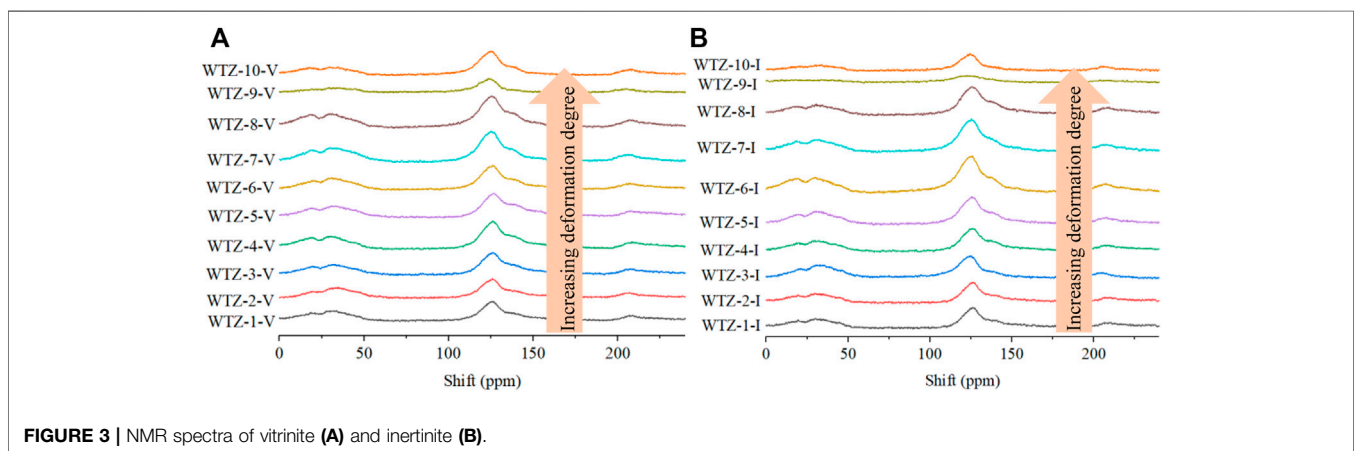 A
WTZ-10-V
WTZ-9-V
WTZ-8-V
WTZ-7-V
WTZ-6-V
WTZ-5-V
WTZ-4-V
WTZ-3-V
WTZ-2-V
WTZ-1-V
Increasing deformation degree
0 50 100 150 200
Shift (ppm)
B
WTZ-10-I
WTZ-9-I
WTZ-8-I
WTZ-7-I
WTZ-6-I
WTZ-5-I
WTZ-4-I
WTZ-3-I
WTZ-2-I
WTZ-1-I
Increasing deformation degree
0 50 100 150 200
Shift (ppm)
FIGURE 3 | NMR spectra of vitrinite (A) and inertinite (B).